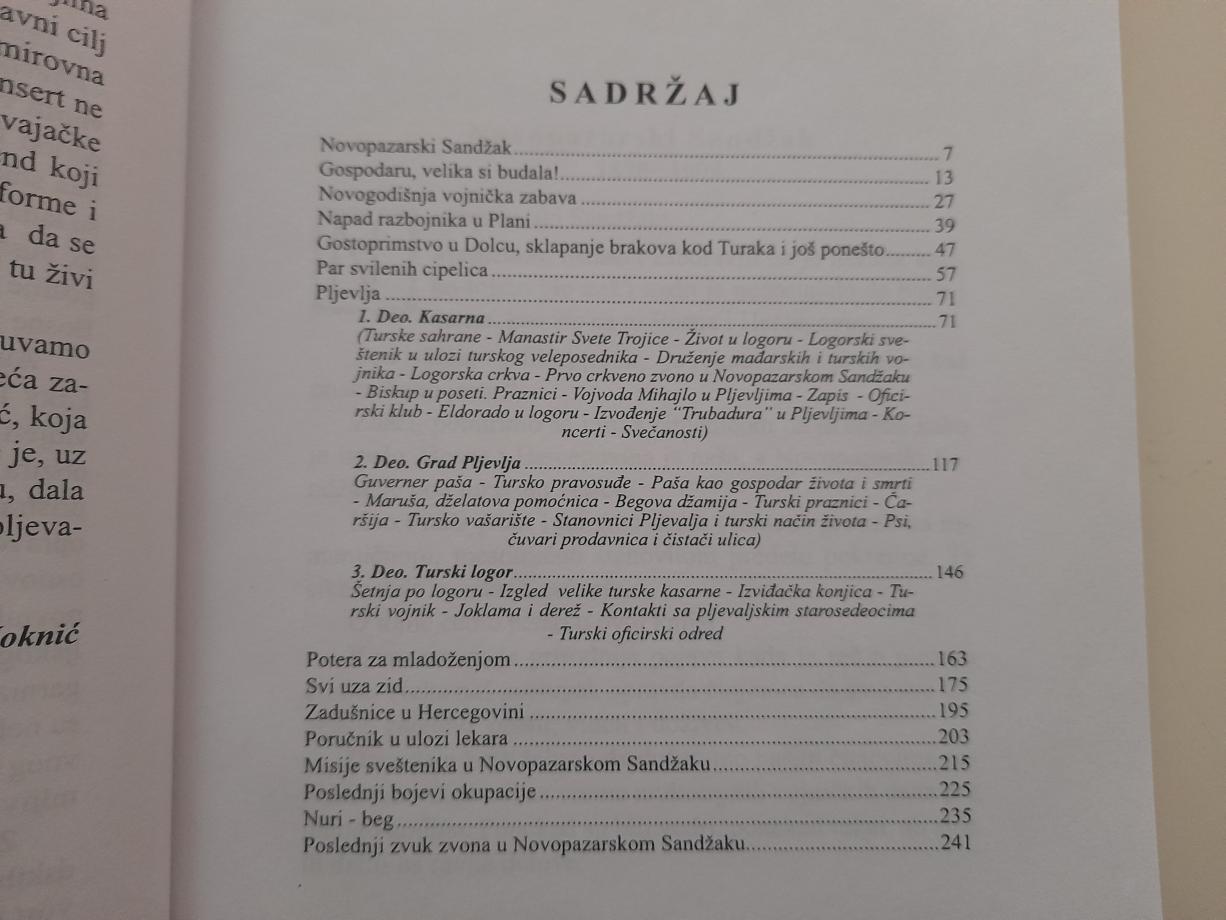 avni cilj
mirovna
nsert ne
vajačke
nd koji
forme i
da se
tu živi
uvamo
eća za-
ć, koja
je, uz
u, dala
oljeva-
oknić
SADRŽAJ
Novopazarski Sandžak 7
Gospodaru, velika si budala! 13
Novogodišnja vojnička zabava 27
Napad razbojnika u Plani 39
Gostoprimstvo u Dolcu, sklapanje brakova kod Turaka i još ponešto 47
Par svilenih cipelica 57
Pljevlja 71
1. Deo. Kasarna 71
(Turske sahrane - Manastir Svete Trojice - Život u logoru - Logorski sve-
štenik u ulozi turskog veleposednika - Druženje mađarskih i turskih vo-
jnika - Logorska crkva - Prvo crkveno zvono u Novopazarskom Sandžaku
- Biskup u poseti. Praznici - Vojvoda Mihajlo u Pljevljima - Zapis - Ofici-
rski klub - Eldorado u logoru - Izvođenje "Trubadura" u Pljevljima - Ko-
ncerti - Svečanosti)
2. Deo. Grad Pljevlja 117
Guverner paša - Tursko pravosuđe - Paša kao gospodar života i smrti
- Maruša, dželatova pomoćnica - Begova džamija - Turski praznici - Ča-
ršija - Tursko vašarište - Stanovnici Pljevalja i turski način života - Psi,
čuvari prodavnica i čistači ulica)
3. Deo. Turski logor 146
Šetnja po logoru - Izgled velike turske kasarne - Izviđačka konjica - Tu-
rski vojnik - Joklama i derež - Kontakti sa pljevaljskim starosedeocima
- Turski oficirski odred
Potera za mladoženjom 163
Svi uza zid 175
Zadušnice u Hercegovini 195
Poručnik u ulozi lekara 203
Misije sveštenika u Novopazarskom Sandžaku 215
Poslednji bojevi okupacije 225
Nuri - beg 235
Poslednji zvuk zvona u Novopazarskom Sandžaku 241